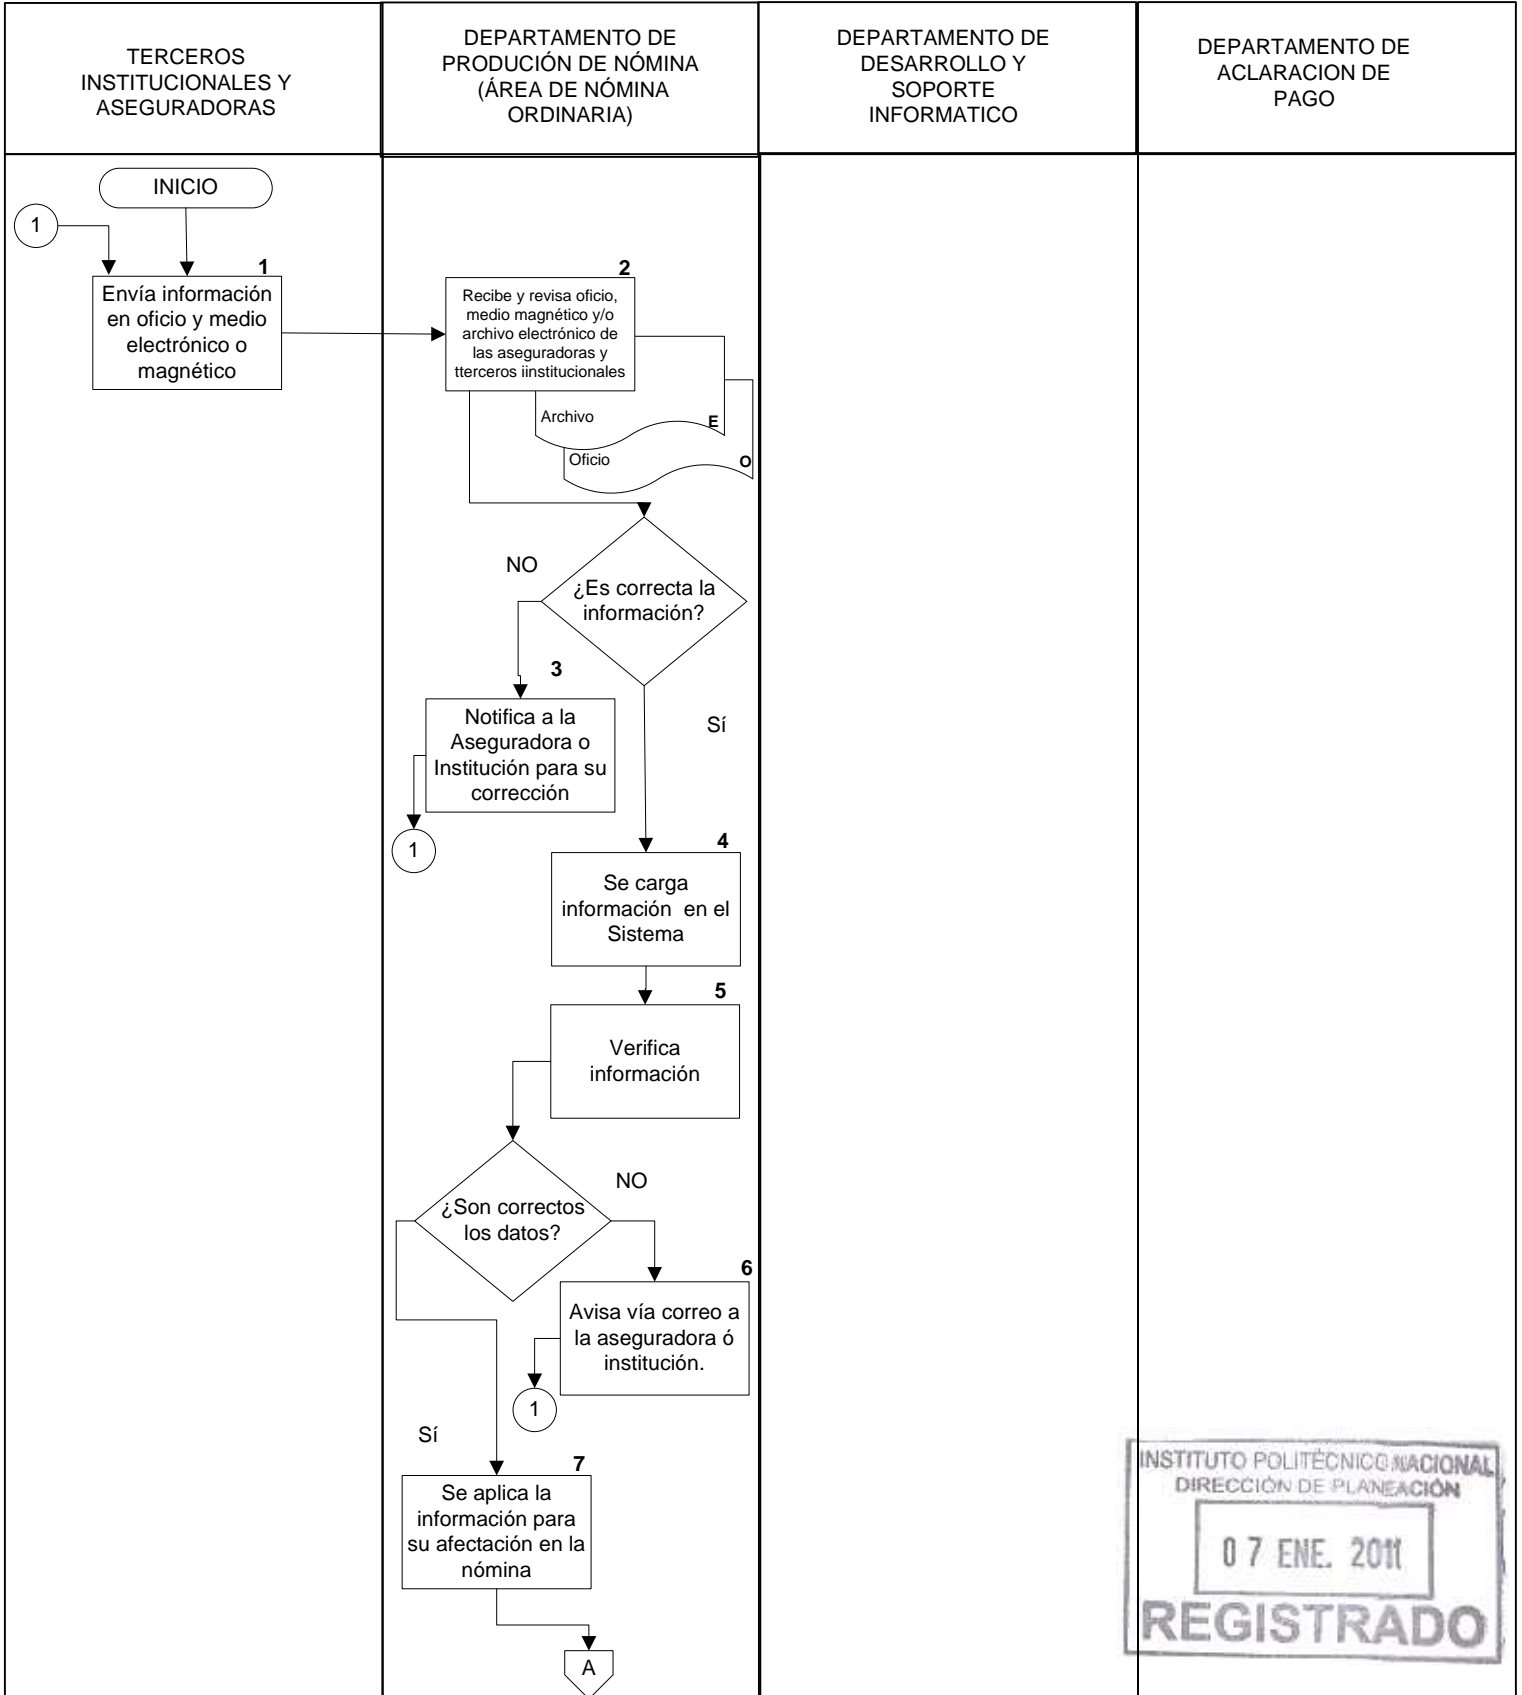 TERCEROS
INSTITUCIONALES Y
ASEGURADORAS
DEPARTAMENTO DE
PRODUCIÓN DE NÓMINA
(ÁREA DE NÓMINA
ORDINARIA)
DEPARTAMENTO DE
DESARROLLO Y
SOPORTE
INFORMATICO
DEPARTAMENTO DE
ACLARACION DE
PAGO
INICIO
1
1
Envía información
en oficio y medio
electrónico o
magnético
2
Recibe y revisa oficio,
medio magnético y/o
archivo electrónico de
las aseguradoras y
tterceros iinstitucionales
Archivo
E
Oficio
O
¿Es correcta la
información?
NO
Sí
3
Notifica a la
Aseguradora o
Institución para su
corrección
1
4
Se carga
información en el
Sistema
5
Verifica
información
¿Son correctos
los datos?
NO
6
Avisa vía correo a
la aseguradora ó
institución.
1
Sí
7
Se aplica la
información para
su afectación en la
nómina
A
INSTITUTO POLITÉCNICO NACIONAL
DIRECCIÓN DE PLANEACIÓN
07 ENE. 2011
REGISTRADO